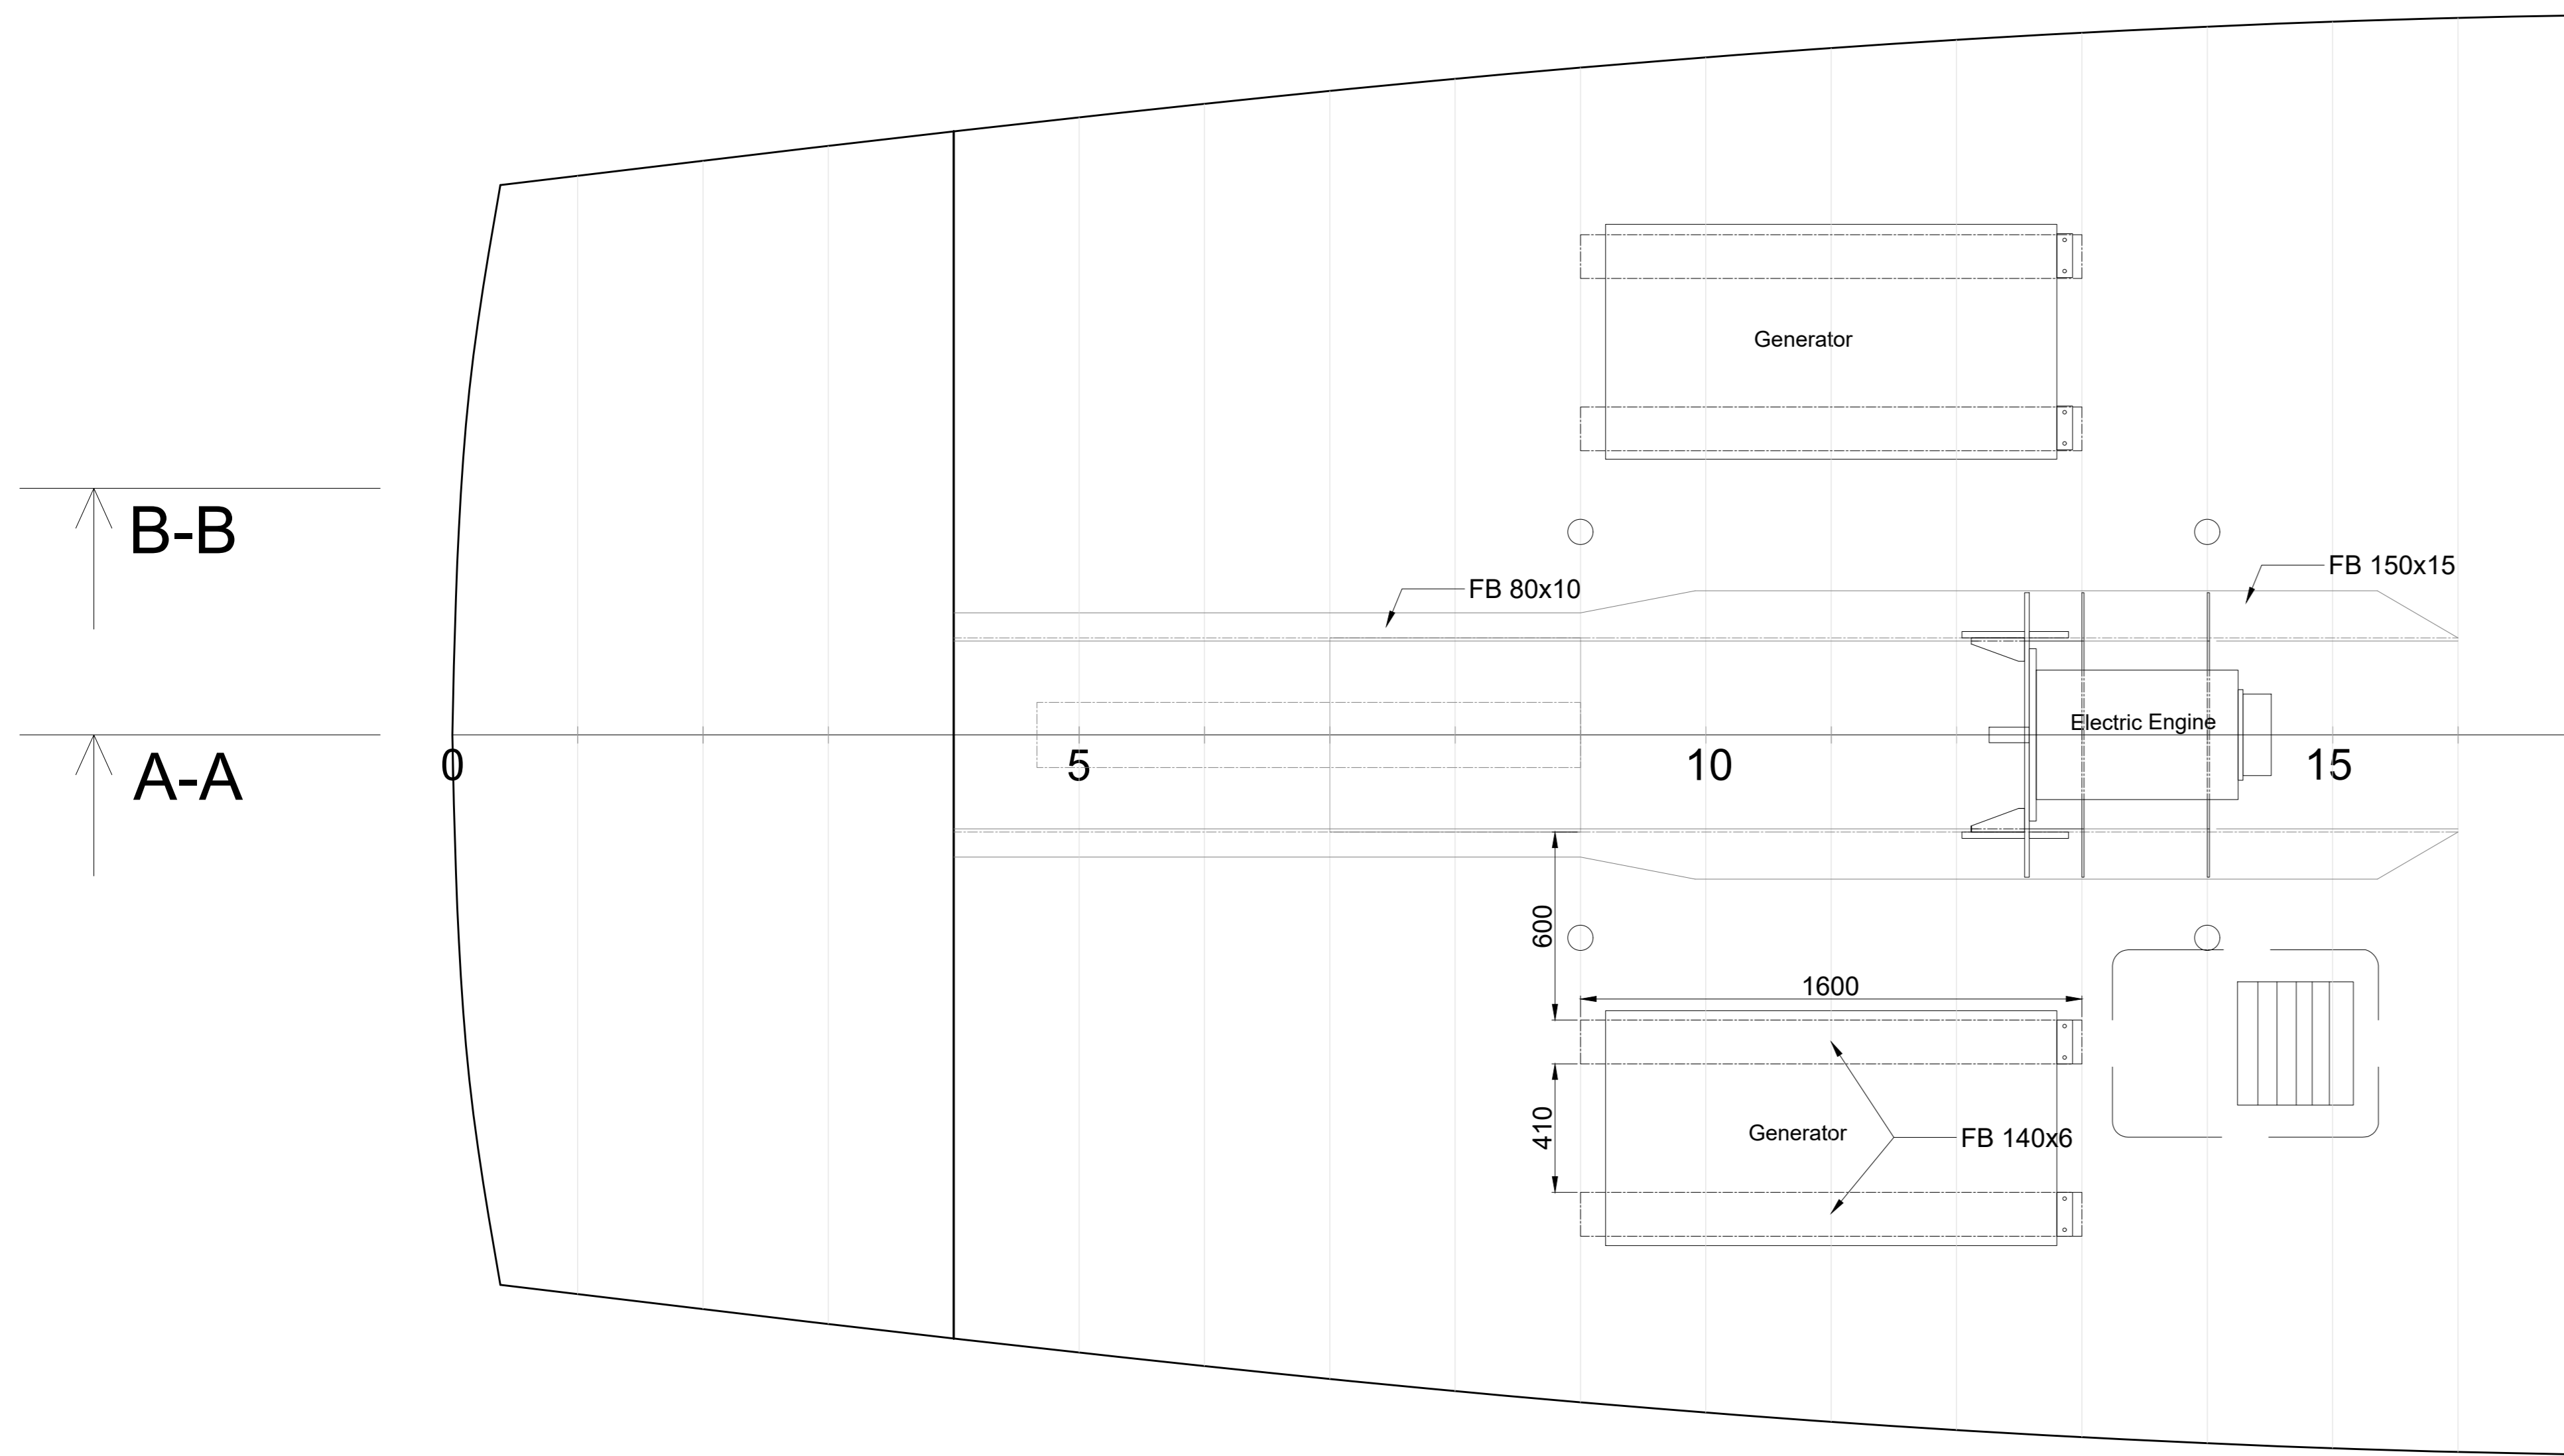 Generator
B-B
FB 150x15
FB 80x10
Electric Engine
A-A
0
5
10
15
600
1600
410
Generator
FB 140x6